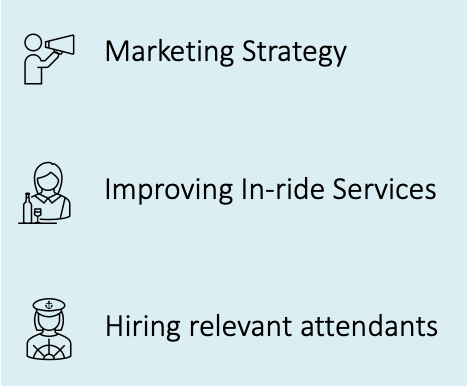 Marketing Strategy
Improving In-ride Services
Hiring relevant attendants